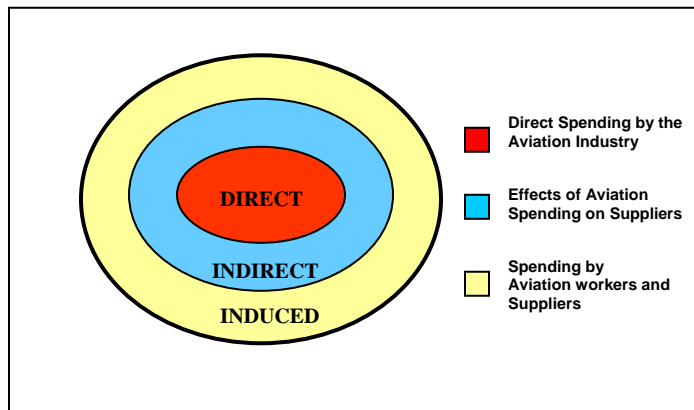 DIRECT
INDIRECT
INDUCED
Direct Spending by the
Aviation Industry
Effects of Aviation
Spending on Suppliers
Spending by
Aviation workers and
Suppliers